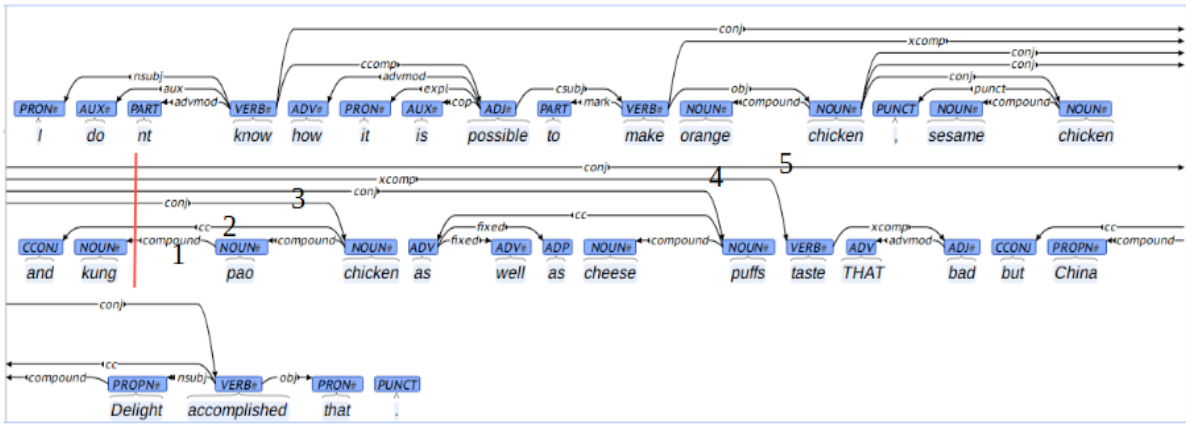 conj
xcomp
ccomp conj
nsubj advmod conj
aux expl csubj obj conj punct
advmod cop mark compound compound
PRON# AUX# PART VERB# ADV# PRON# AUX# ADJ# PART VERB# NOUN# NOUN# PUNCT NOUN# NOUN#
I do nt know how it is possible to make orange chicken , sesame chicken
conj 5
xcomp 4
conj
conj 3
cc 2 fixed cc xcomp cc
compound 1 compound fixed compound advmod compound
CCONJ NOUN# NOUN# NOUN# ADV ADV# ADP NOUN# NOUN# VERB# ADV ADJ# CCONJ PROPN#
and kung pao chicken as well as cheese puffs taste THAT bad but China
conj
cc
compound nsubj obj
PROPN# VERB# PRON# PUNCT
Delight accomplished that .